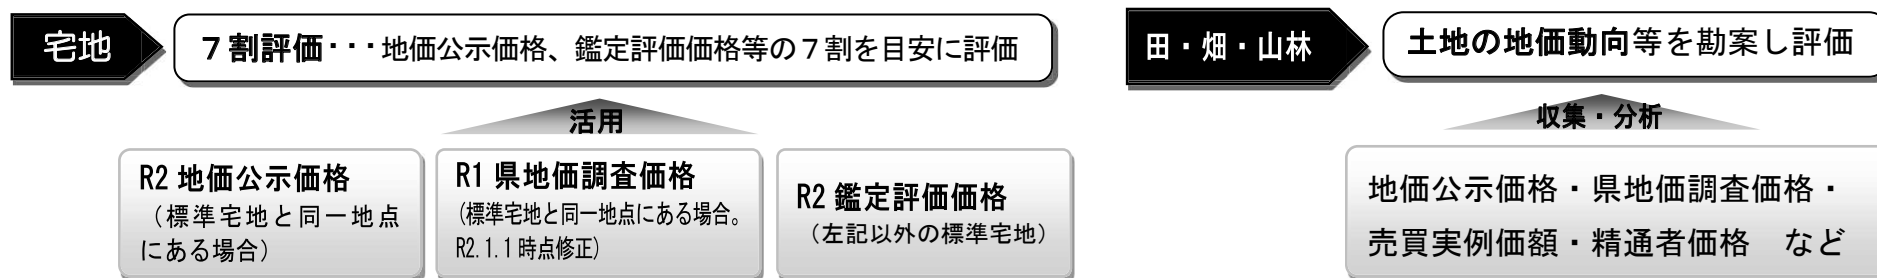 宅地
７割評価・・・地価公示価格、鑑定評価価格等の７割を目安に評価
活用
R2 地価公示価格
（標準宅地と同一地点
にある場合）
R1 県地価調査価格
（標準宅地と同一地点にある場合。
R2.1.1 時点修正）
R2 鑑定評価価格
（左記以外の標準宅地）
田・畑・山林
土地の地価動向等を勘案し評価
収集・分析
地価公示価格・県地価調査価格・
売買実例価額・精通者価格　など